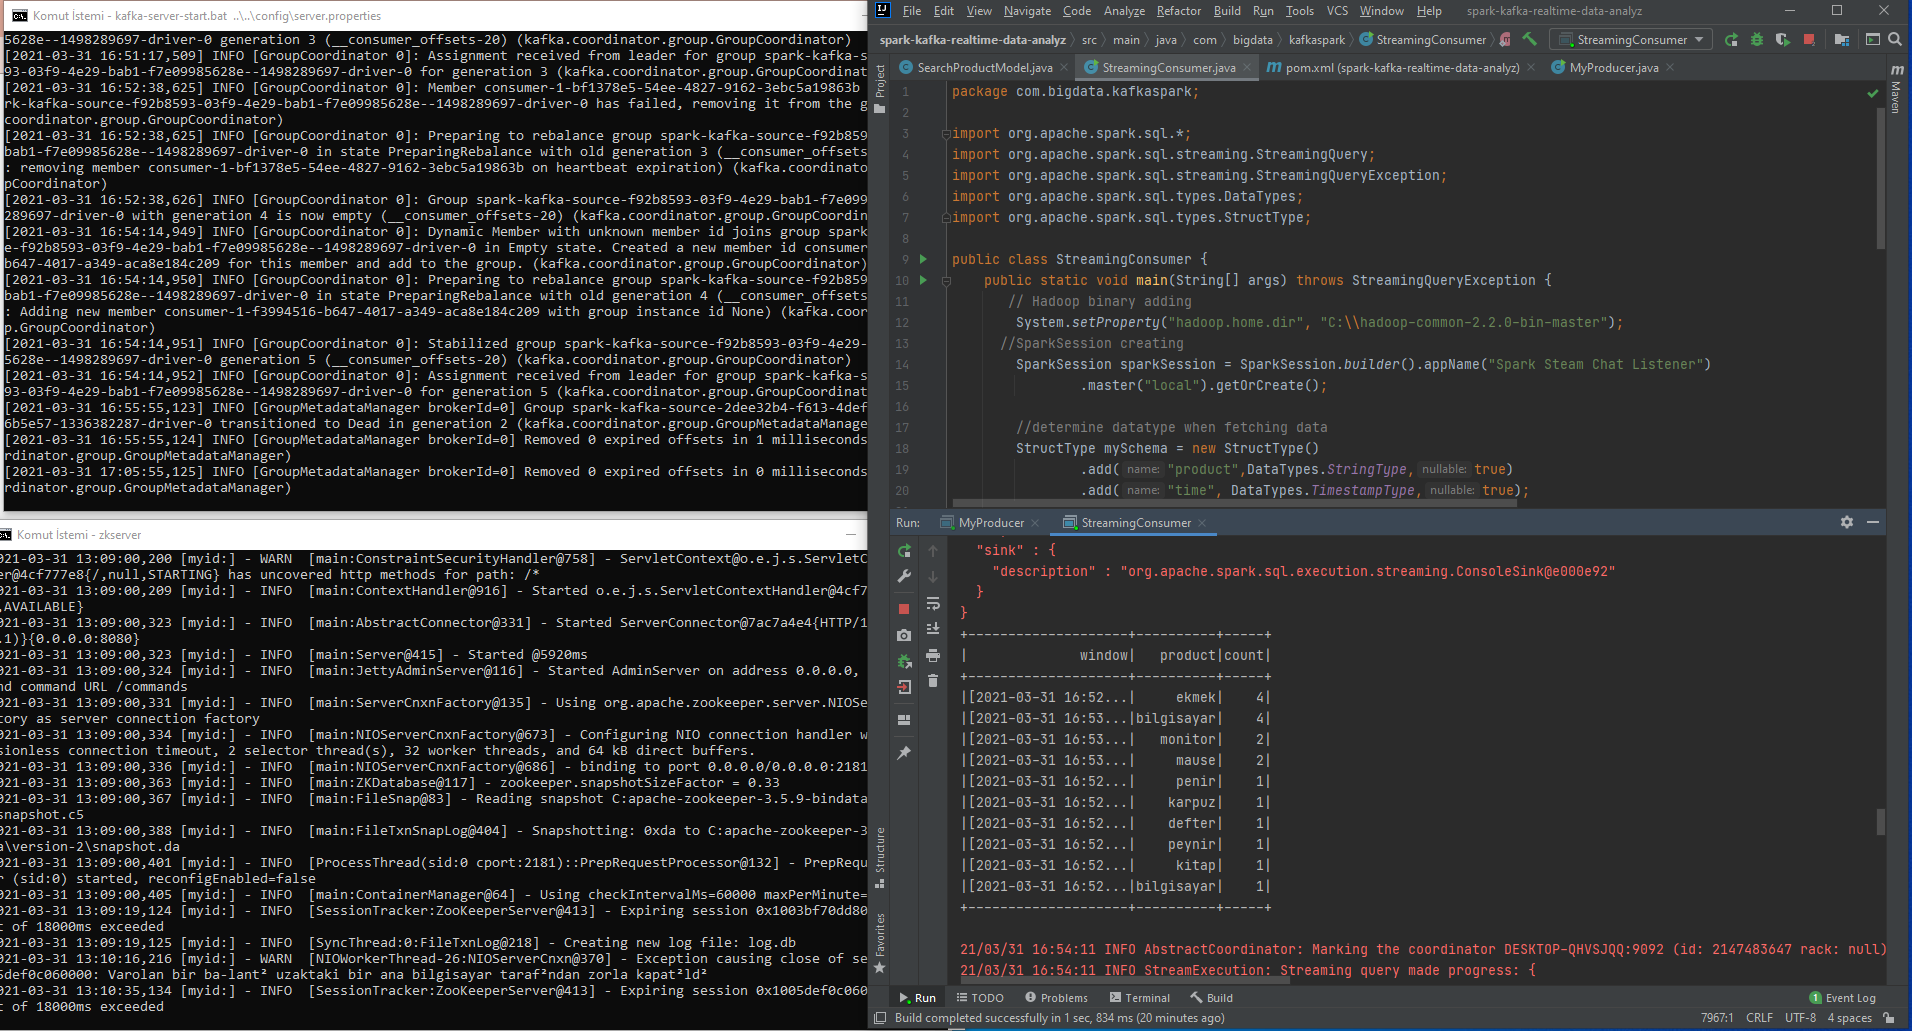 Komut İstemi - kafka-server-start.bat ..\..\config\server.properties
5628e--1498289697-driver-0 generation 3 (__consumer_offsets-20) (kafka.coordinator.group.GroupCoordinator)
[2021-03-31 16:51:17,509] INFO [GroupCoordinator 0]: Assignment received from leader for group spark-kafka-s
93-03f9-4e29-bab1-f7e09985628e--1498289697-driver-0 for generation 3 (kafka.coordinator.group.GroupCoordinat
[2021-03-31 16:52:38,625] INFO [GroupCoordinator 0]: Member consumer-1-bf1378e5-54ee-4827-9162-3ebc5a19863b
rk-kafka-source-f92b8593-03f9-4e29-bab1-f7e09985628e--1498289697-driver-0 has failed, removing it from the g
coordinator.group.GroupCoordinator)
[2021-03-31 16:52:38,625] INFO [GroupCoordinator 0]: Preparing to rebalance group spark-kafka-source-f92b859
bab1-f7e09985628e--1498289697-driver-0 in state PreparingRebalance with old generation 3 (__consumer_offsets
: removing member consumer-1-bf1378e5-54ee-4827-9162-3ebc5a19863b on heartbeat expiration) (kafka.coordinato
pCoordinator)
[2021-03-31 16:52:38,626] INFO [GroupCoordinator 0]: Group spark-kafka-source-f92b8593-03f9-4e29-bab1-f7e099
289697-driver-0 with generation 4 is now empty (__consumer_offsets-20) (kafka.coordinator.group.GroupCoordin
[2021-03-31 16:54:14,949] INFO [GroupCoordinator 0]: Dynamic Member with unknown member id joins group spark
e-f92b8593-03f9-4e29-bab1-f7e09985628e--1498289697-driver-0 in Empty state. Created a new member id consumer
b647-4017-a349-aca8e184c209 for this member and add to the group. (kafka.coordinator.group.GroupCoordinator)
[2021-03-31 16:54:14,950] INFO [GroupCoordinator 0]: Preparing to rebalance group spark-kafka-source-f92b859
bab1-f7e09985628e--1498289697-driver-0 in state PreparingRebalance with old generation 4 (__consumer_offsets
: Adding new member consumer-1-f3994516-b647-4017-a349-aca8e184c209 with group instance id None) (kafka.coor
p.GroupCoordinator)
[2021-03-31 16:54:14,951] INFO [GroupCoordinator 0]: Stabilized group spark-kafka-source-f92b8593-03f9-4e29-
5628e--1498289697-driver-0 generation 5 (__consumer_offsets-20) (kafka.coordinator.group.GroupCoordinator)
[2021-03-31 16:54:14,952] INFO [GroupCoordinator 0]: Assignment received from leader for group spark-kafka-s
93-03f9-4e29-bab1-f7e09985628e--1498289697-driver-0 for generation 5 (kafka.coordinator.group.GroupCoordinat
[2021-03-31 16:55:55,123] INFO [GroupMetadataManager brokerId=0] Group spark-kafka-source-2dee32b4-f613-4def
6b5e57-1336382287-driver-0 transitioned to Dead in generation 2 (kafka.coordinator.group.GroupMetadataManage
[2021-03-31 16:55:55,124] INFO [GroupMetadataManager brokerId=0] Removed 0 expired offsets in 1 milliseconds
rdinator.group.GroupMetadataManager)
[2021-03-31 17:05:55,125] INFO [GroupMetadataManager brokerId=0] Removed 0 expired offsets in 0 milliseconds
rdinator.group.GroupMetadataManager)
Komut İstemi - zkserver
021-03-31 13:09:00,200 [myid:] - WARN  [main:ConstraintSecurityHandler@758] - ServletContext@o.e.j.s.ServletC
er@4cf777e8{/,null,STARTING} has uncovered http methods for path: /*
021-03-31 13:09:00,209 [myid:] - INFO  [main:ContextHandler@916] - Started o.e.j.s.ServletContextHandler@4cf7
,AVAILABLE}
021-03-31 13:09:00,323 [myid:] - INFO  [main:AbstractConnector@331] - Started ServerConnector@7ac7a4e4{HTTP/1
.1)}{0.0.0.0:8080}
021-03-31 13:09:00,323 [myid:] - INFO  [main:Server@415] - Started @5920ms
021-03-31 13:09:00,324 [myid:] - INFO  [main:JettyAdminServer@116] - Started AdminServer on address 0.0.0.0,
nd command URL /commands
021-03-31 13:09:00,331 [myid:] - INFO  [main:ServerCnxnFactory@135] - Using org.apache.zookeeper.server.NIOSe
tory as server connection factory
021-03-31 13:09:00,334 [myid:] - INFO  [main:NIOServerCnxnFactory@673] - Configuring NIO connection handler w
sionless connection timeout, 2 selector thread(s), 32 worker threads, and 64 kB direct buffers.
021-03-31 13:09:00,336 [myid:] - INFO  [main:NIOServerCnxnFactory@686] - binding to port 0.0.0.0/0.0.0.0:2181
021-03-31 13:09:00,363 [myid:] - INFO  [main:ZKDatabase@117] - zookeeper.snapshotSizeFactor = 0.33
021-03-31 13:09:00,367 [myid:] - INFO  [main:FileSnap@83] - Reading snapshot C:apache-zookeeper-3.5.9-bindata
snapshot.c5
021-03-31 13:09:00,388 [myid:] - INFO  [main:FileTxnSnapLog@404] - Snapshotting: 0xda to C:apache-zookeeper-3
a\version-2\snapshot.da
021-03-31 13:09:00,401 [myid:] - INFO  [ProcessThread(sid:0 cport:2181)::PrepRequestProcessor@132] - PrepRequ
r (sid:0) started, reconfigEnabled=false
021-03-31 13:09:00,405 [myid:] - INFO  [main:ContainerManager@64] - Using checkIntervalMs=60000 maxPerMinute=
021-03-31 13:09:19,124 [myid:] - INFO  [SessionTracker:ZooKeeperServer@413] - Expiring session 0x1003bf70dd80
t of 18000ms exceeded
021-03-31 13:09:19,125 [myid:] - INFO  [SyncThread:0:FileTxnLog@218] - Creating new log file: log.db
021-03-31 13:10:16,216 [myid:] - WARN  [NIOWorkerThread-26:NIOServerCnxn@370] - Exception causing close of se
05def0c060000: Varolan bir ba-lant² uzaktaki bir ana bilgisayar taraf²ndan zorla kapat²ld²
021-03-31 13:10:35,134 [myid:] - INFO  [SessionTracker:ZooKeeperServer@413] - Expiring session 0x1005def0c060
t of 18000ms exceeded
File Edit View Navigate Code Analyze Refactor Build Run Tools VCS Window Help spark-kafka-realtime-data-analyz
spark-kafka-realtime-data-analyz src main java com bigdata kafkaspark StreamingConsumer StreamingConsumer
SearchProductModel.java StreamingConsumer.java pom.xml (spark-kafka-realtime-data-analyz) MyProducer.java
Project
Maven
1 package com.bigdata.kafkaspark;
2
3 import org.apache.spark.sql.*;
4 import org.apache.spark.sql.streaming.StreamingQuery;
5 import org.apache.spark.sql.streaming.StreamingQueryException;
6 import org.apache.spark.sql.types.DataTypes;
7 import org.apache.spark.sql.types.StructType;
8
9 public class StreamingConsumer {
10 public static void main(String[] args) throws StreamingQueryException {
11 // Hadoop binary adding
12 System.setProperty("hadoop.home.dir", "C:\\hadoop-common-2.2.0-bin-master");
13 //SparkSession creating
14 SparkSession sparkSession = SparkSession.builder().appName("Spark Steam Chat Listener")
15 .master("local").getOrCreate();
16
17 //determine datatype when fetching data
18 StructType mySchema = new StructType()
19 .add( name: "product",DataTypes.StringType, nullable: true)
20 .add( name: "time", DataTypes.TimestampType, nullable: true);
Run: MyProducer StreamingConsumer
"sink" : {
"description" : "org.apache.spark.sql.execution.streaming.ConsoleSink@e000e92"
}
}
+--------------------+----------+-----+
|              window|   product|count|
+--------------------+----------+-----+
|[2021-03-31 16:52...|     ekmek|    4|
|[2021-03-31 16:53...|bilgisayar|    4|
|[2021-03-31 16:53...|   monitor|    2|
|[2021-03-31 16:53...|     mause|    2|
|[2021-03-31 16:52...|     penir|    1|
|[2021-03-31 16:52...|    karpuz|    1|
|[2021-03-31 16:52...|    defter|    1|
|[2021-03-31 16:52...|    peynir|    1|
|[2021-03-31 16:52...|     kitap|    1|
|[2021-03-31 16:52...|bilgisayar|    1|
+--------------------+----------+-----+
21/03/31 16:54:11 INFO AbstractCoordinator: Marking the coordinator DESKTOP-QHVSJQQ:9092 (id: 2147483647 rack: null)
21/03/31 16:54:11 INFO StreamExecution: Streaming query made progress: {
Structure
Favorites
Run TODO Problems Terminal Build 1 Event Log
Build completed successfully in 1 sec, 834 ms (20 minutes ago) 7967:1 CRLF UTF-8 4 spaces